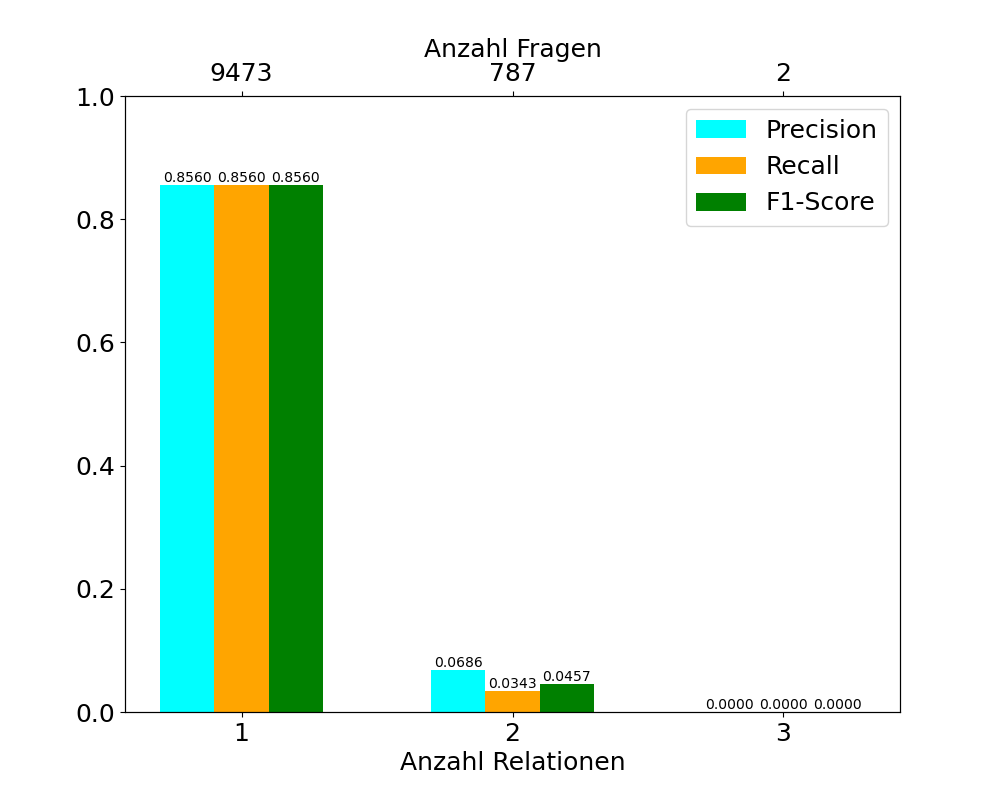 Anzahl Fragen
9473 787 2
1.0
Precision
Recall
F1-Score
0.8560 0.8560 0.8560
0.8
0.6
0.4
0.2
0.0686 0.0343 0.0457
0.0000 0.0000 0.0000
0.0
1 2 3
Anzahl Relationen